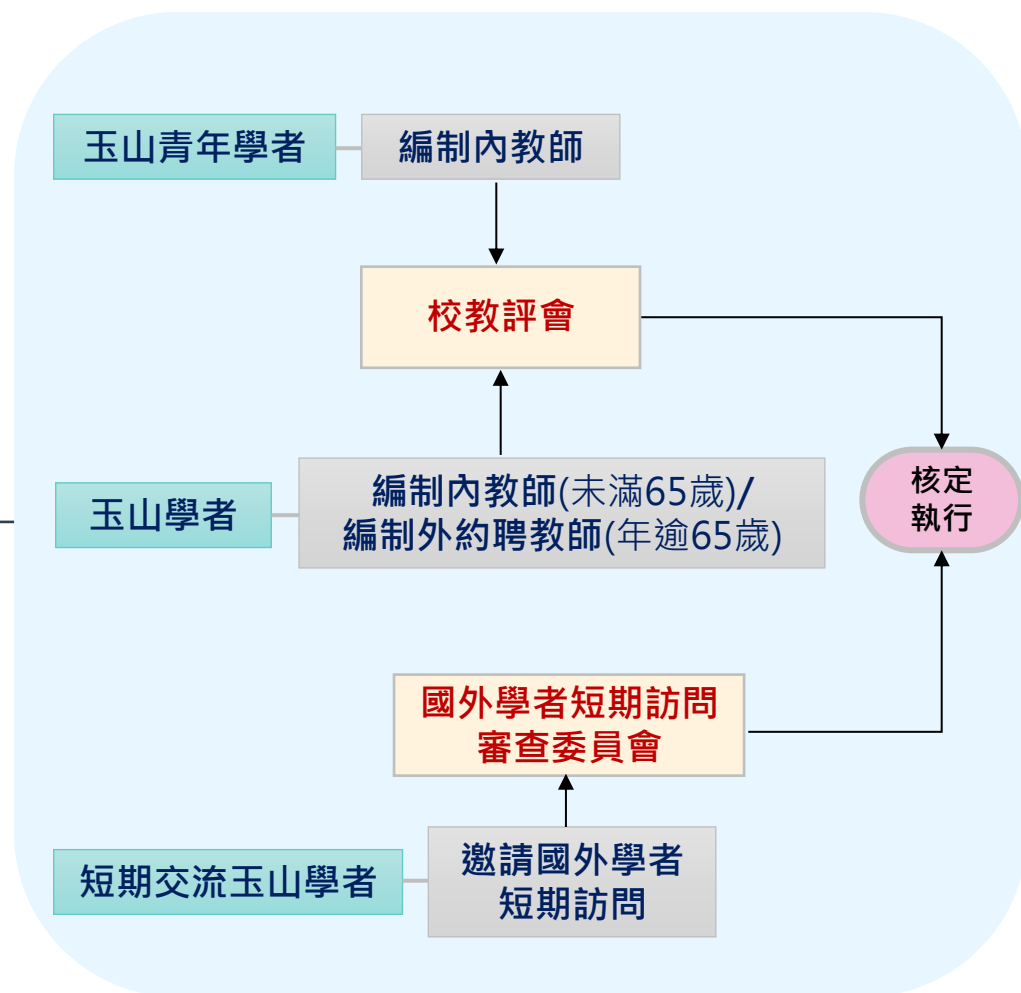 玉山青年學者
編制內教師
校教評會
玉山學者
編制內教師(未滿65歲)/
編制外約聘教師(年逾65歲)
核定
執行
國外學者短期訪問
審查委員會
短期交流玉山學者
邀請國外學者
短期訪問